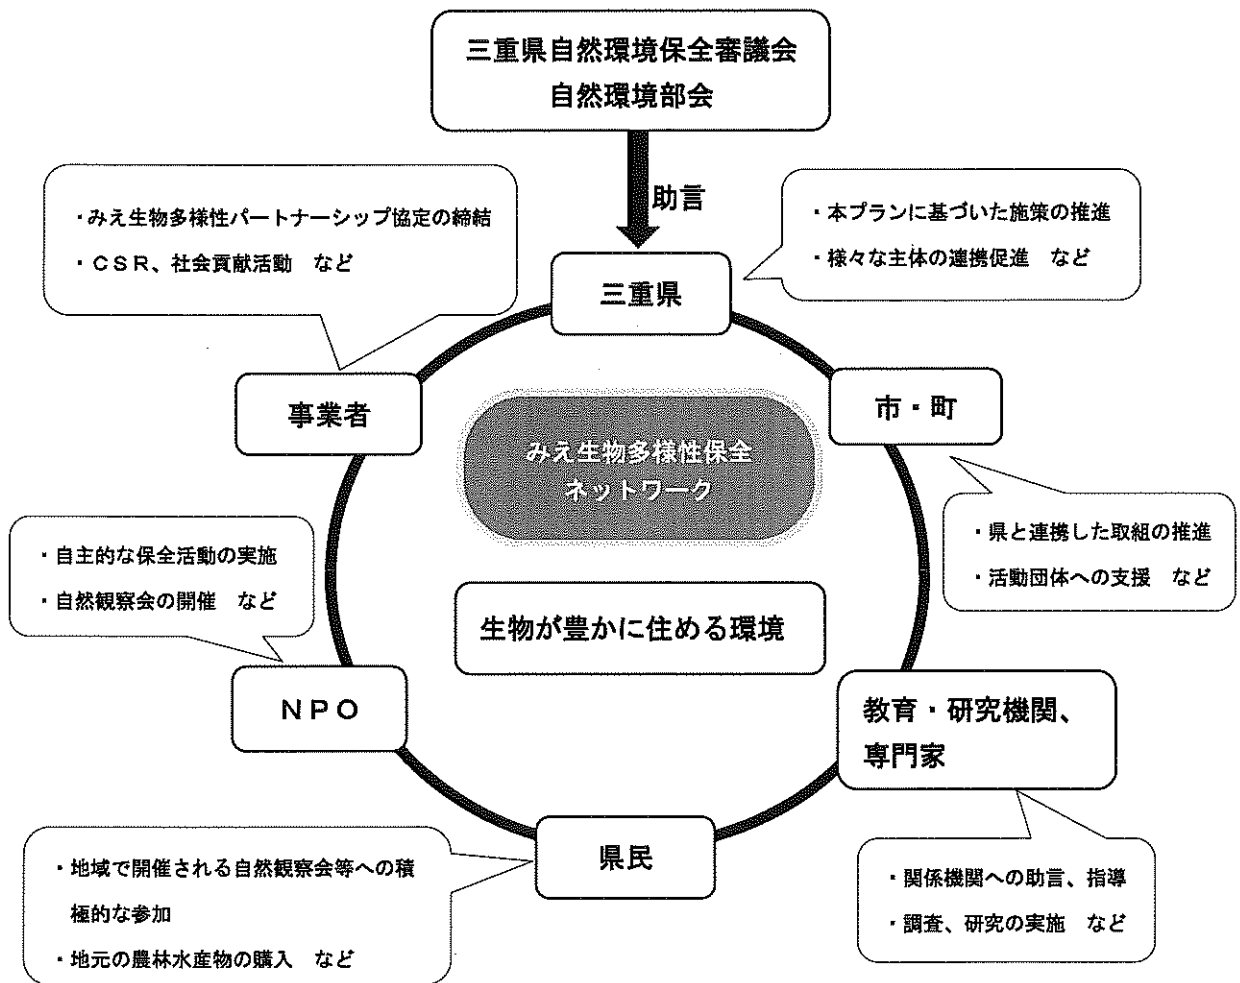 三重県自然環境保全審議会
自然環境部会
助言
・みえ生物多様性パートナーシップ協定の締結
・ＣＳＲ、社会貢献活動　など
・本プランに基づいた施策の推進
・様々な主体の連携促進　など
三重県
事業者
市・町
みえ生物多様性保全
ネットワーク
・自主的な保全活動の実施
・自然観察会の開催　など
・県と連携した取組の推進
・活動団体への支援　など
生物が豊かに住める環境
ＮＰＯ
教育・研究機関、
専門家
県民
・地域で開催される自然観察会等への積
極的な参加
・地元の農林水産物の購入　など
・関係機関への助言、指導
・調査、研究の実施　など